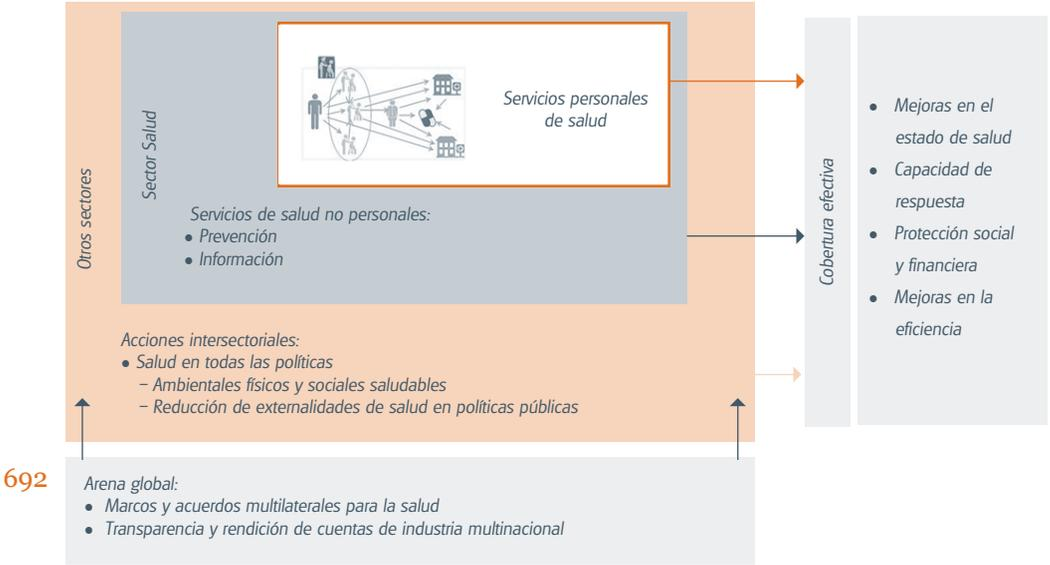 Otros sectores
Sector Salud
Servicios personales
de salud
Servicios de salud no personales:
● Prevención
● Información
Acciones intersectoriales:
● Salud en todas las políticas
– Ambientales físicos y sociales saludables
– Reducción de externalidades de salud en políticas públicas
Cobertura efectiva
● Mejoras en el
estado de salud
● Capacidad de
respuesta
● Protección social
y financiera
● Mejoras en la
eficiencia
692
Arena global:
● Marcos y acuerdos multilaterales para la salud
● Transparencia y rendición de cuentas de industria multinacional